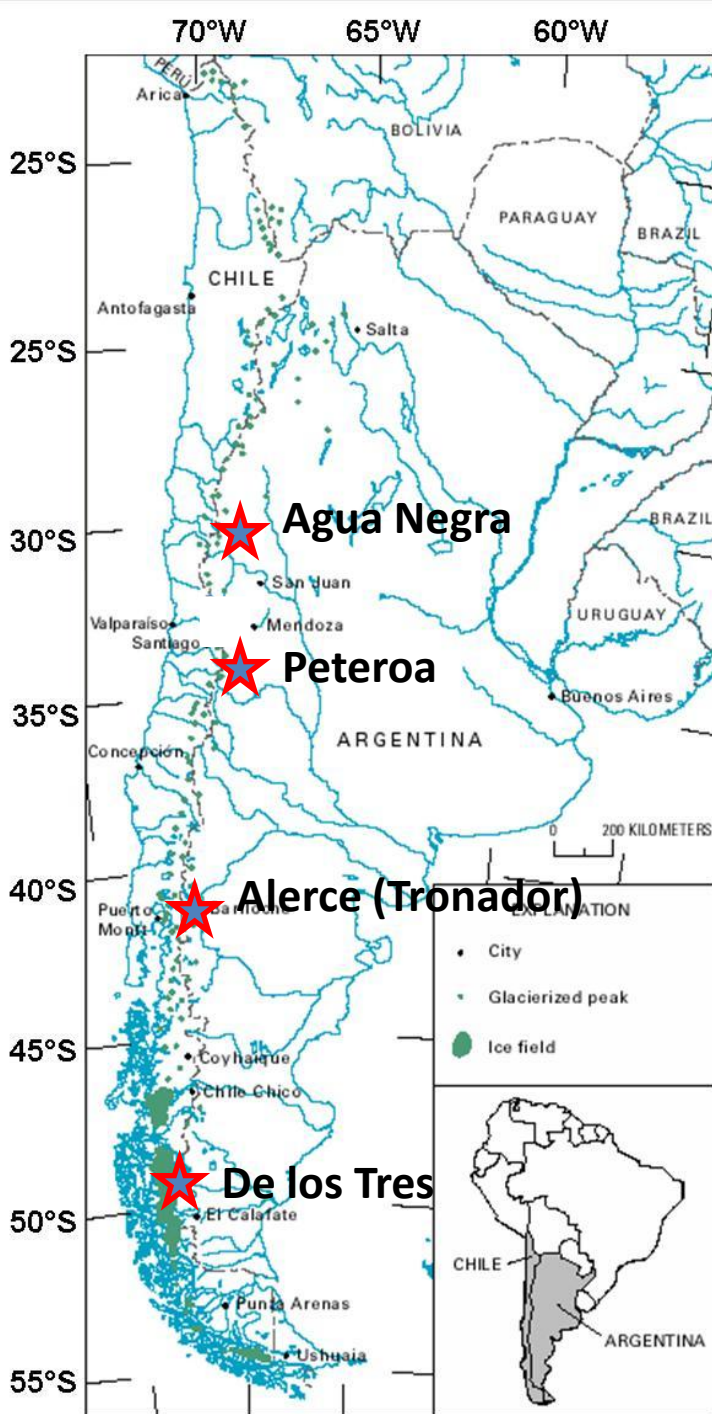 70°W 65°W 60°W
PERÚ
Arica
BOLIVIA
25°S
PARAGUAY
BRAZIL
CHILE
Antofagasta
Salta
25°S
Agua Negra
BRAZIL
30°S
San Juan
URUGUAY
Valparaíso
Mendoza
Santiago
Peteroa
Buenos Aires
35°S
ARGENTINA
Concepción
0 200 KILOMETERS
40°S
Alerce (Tronador)
Puerto
Montt
Bariloche
EXPLANATION
City
Glacierized peak
Ice field
45°S
Coyhaique
Chile Chico
De los Tres
50°S
El Calafate
CHILE
Punta Arenas
ARGENTINA
Ushuaia
55°S